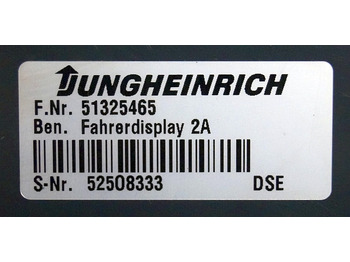 JUNGHEINRICH
F.Nr. 51325465
Ben. Fahrerdisplay 2A
S-Nr. 52508333 DSE